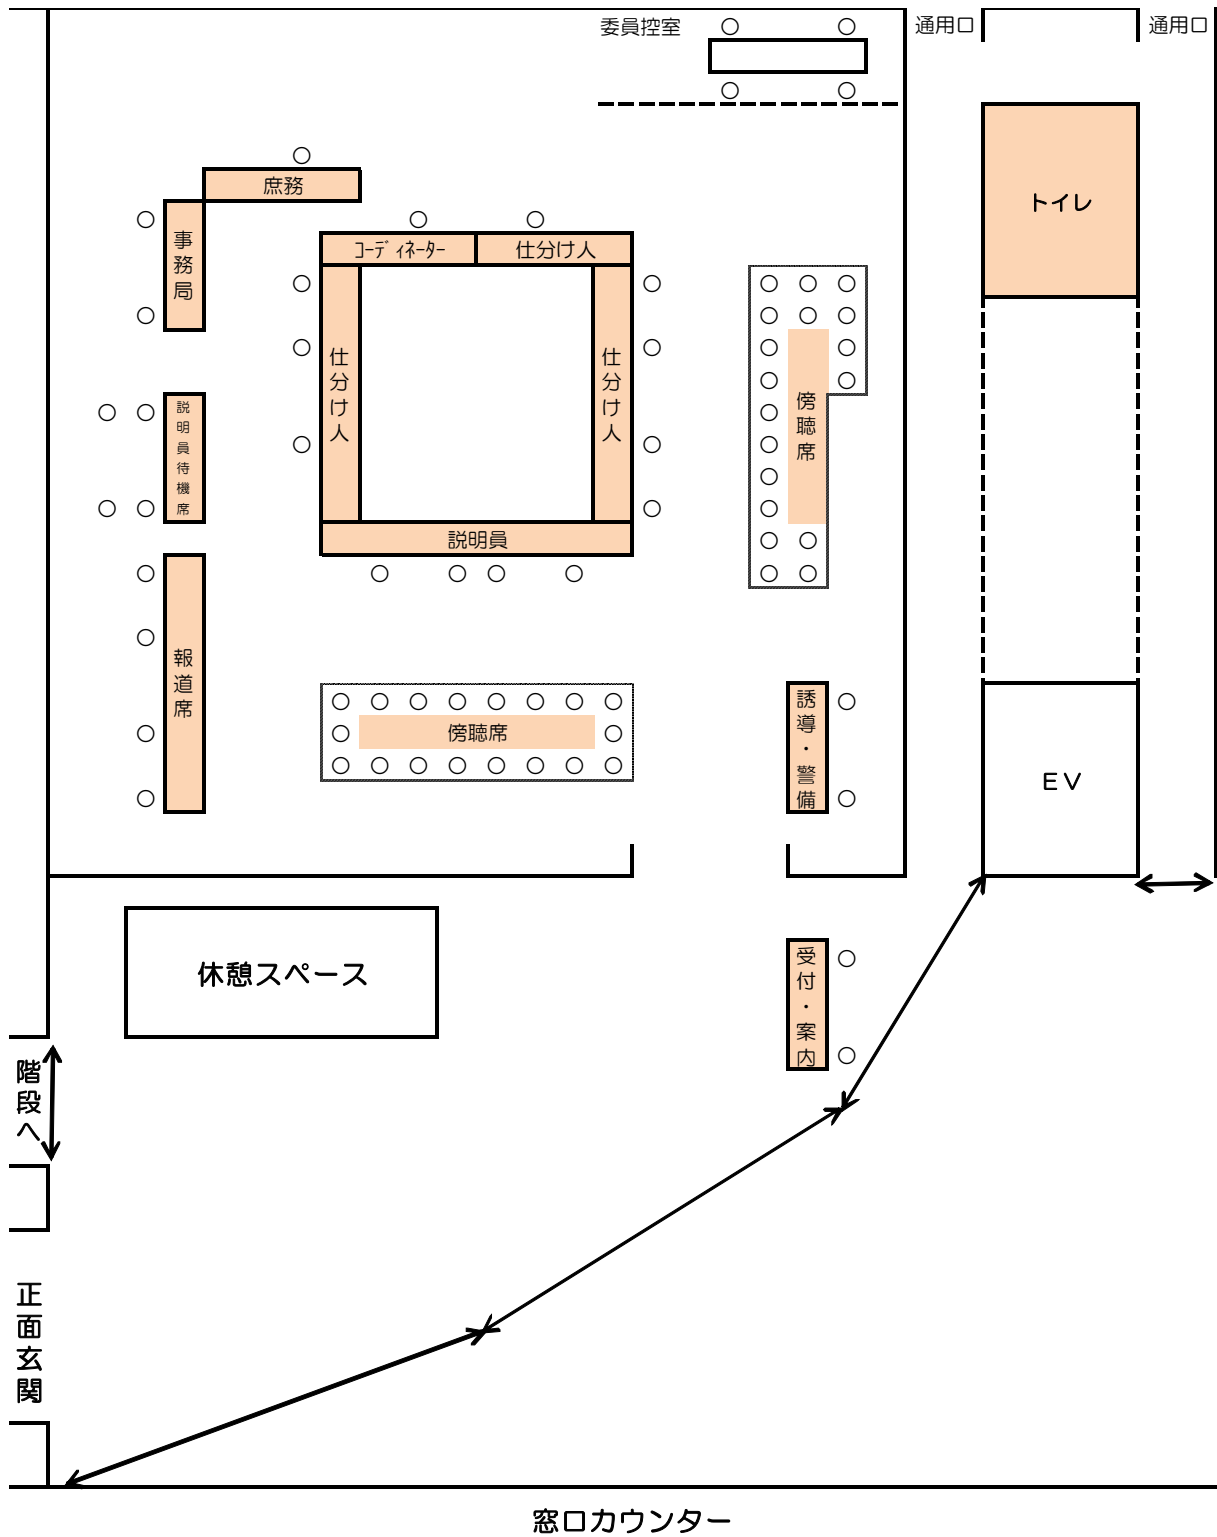 委員控室
通用口
通用口
庶務
トイレ
事務局
ｺｰﾃﾞｨﾈｰﾀｰ
仕分け人
仕分け人
仕分け人
傍聴席
説明員待機席
説明員
報道席
傍聴席
誘導・警備
ＥＶ
休憩スペース
受付・案内
階段へ
正面玄関
窓口カウンター